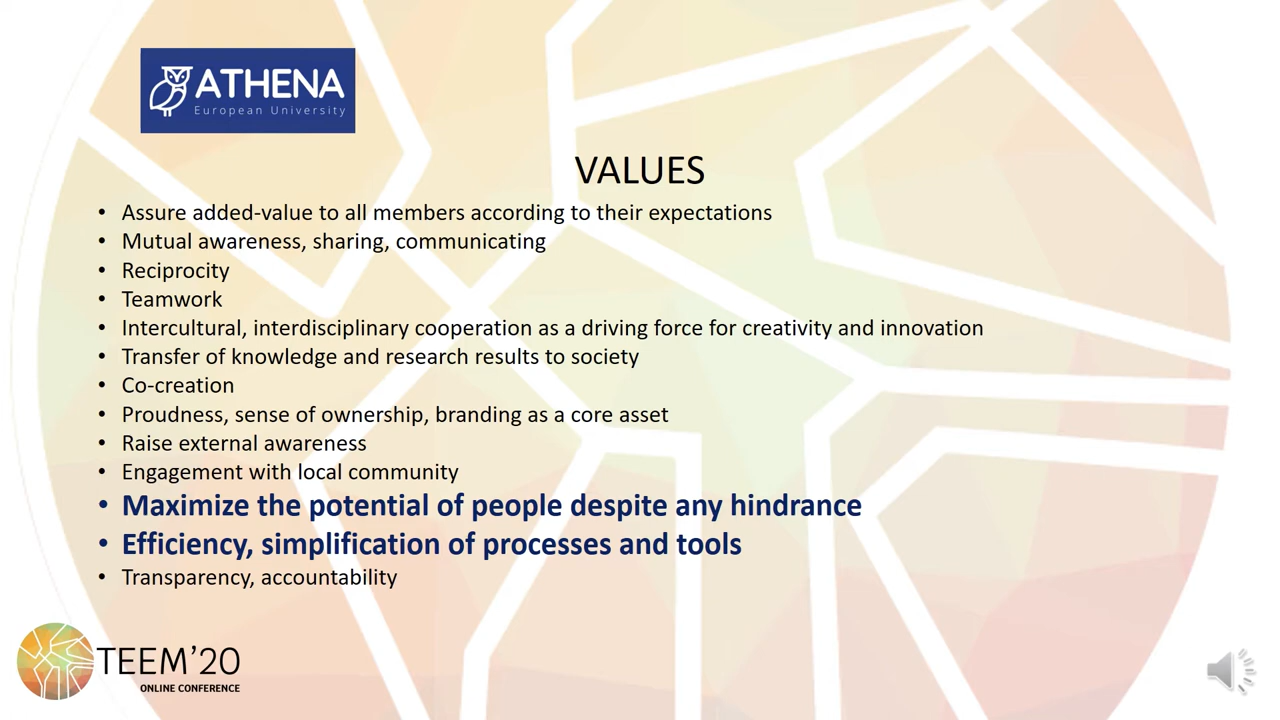 ATHENA
European University
VALUES
• Assure added-value to all members according to their expectations
• Mutual awareness, sharing, communicating
• Reciprocity
• Teamwork
• Intercultural, interdisciplinary cooperation as a driving force for creativity and innovation
• Transfer of knowledge and research results to society
• Co-creation
• Proudness, sense of ownership, branding as a core asset
• Raise external awareness
• Engagement with local community
• Maximize the potential of people despite any hindrance
• Efficiency, simplification of processes and tools
• Transparency, accountability
TEEM’20
ONLINE CONFERENCE